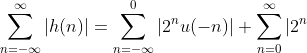 \sum_{n=-\infty}^{\infty} |h(n)| = \sum_{n=-\infty}^{0} |2^n u(-n)| + \sum_{n=0}^{\infty} |2^n